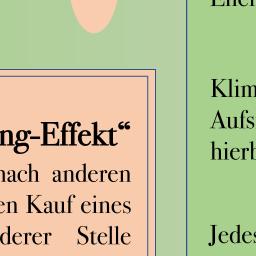 ng-Effekt“
nach anderen
en Kauf eines
derer Stelle
Klim
Aufs
hierb
Jedes